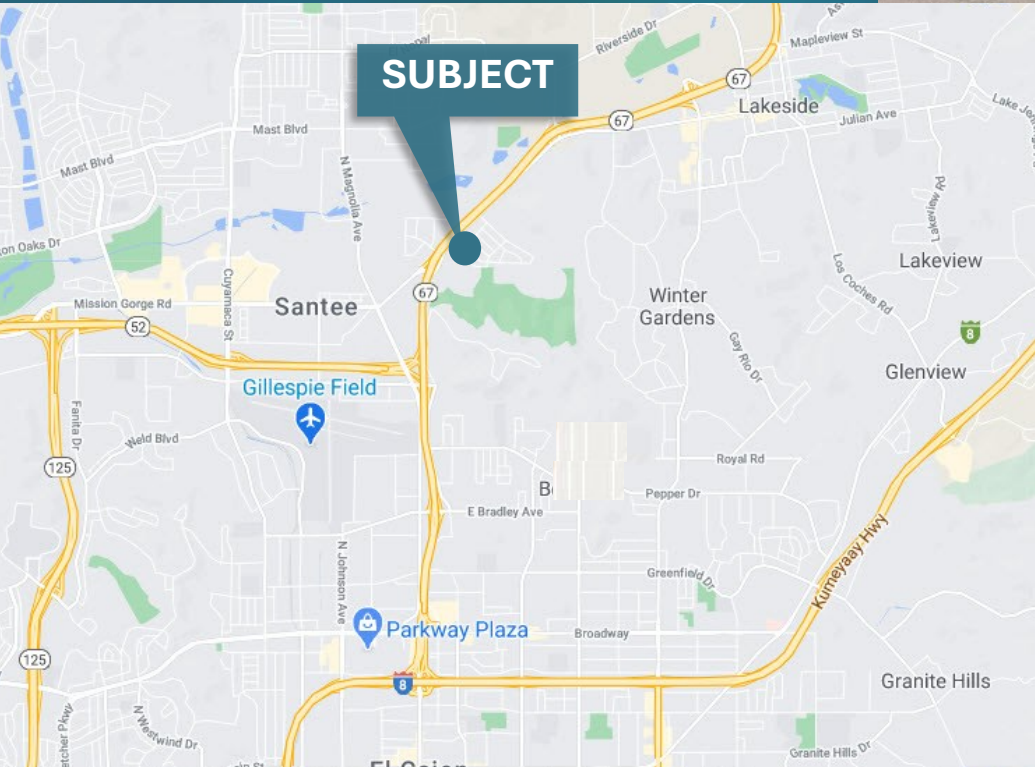 Riverside Dr
Mapleview St
67
SUBJECT
67
Lakeside
Julian Ave
Mast Blvd
Mast Blvd
N Magnolia Ave
Lakeview Rd
Oaks Dr
Lakeview
Los Coches Rd
67
Winter
Gardens
Mission Gorge Rd
Cuyamaca St
Santee
52
8
Gay Rio Dr
Glenview
Gillespie Field
Fanita Dr
Weld Blvd
125
Royal Rd
Pepper Dr
E Bradley Ave
Kumeyaay Hwy
N Johnson Ave
Greenfield Dr
Parkway Plaza
Broadway
125
8
Granite Hills
N Westwind Dr
Granite Hills Dr